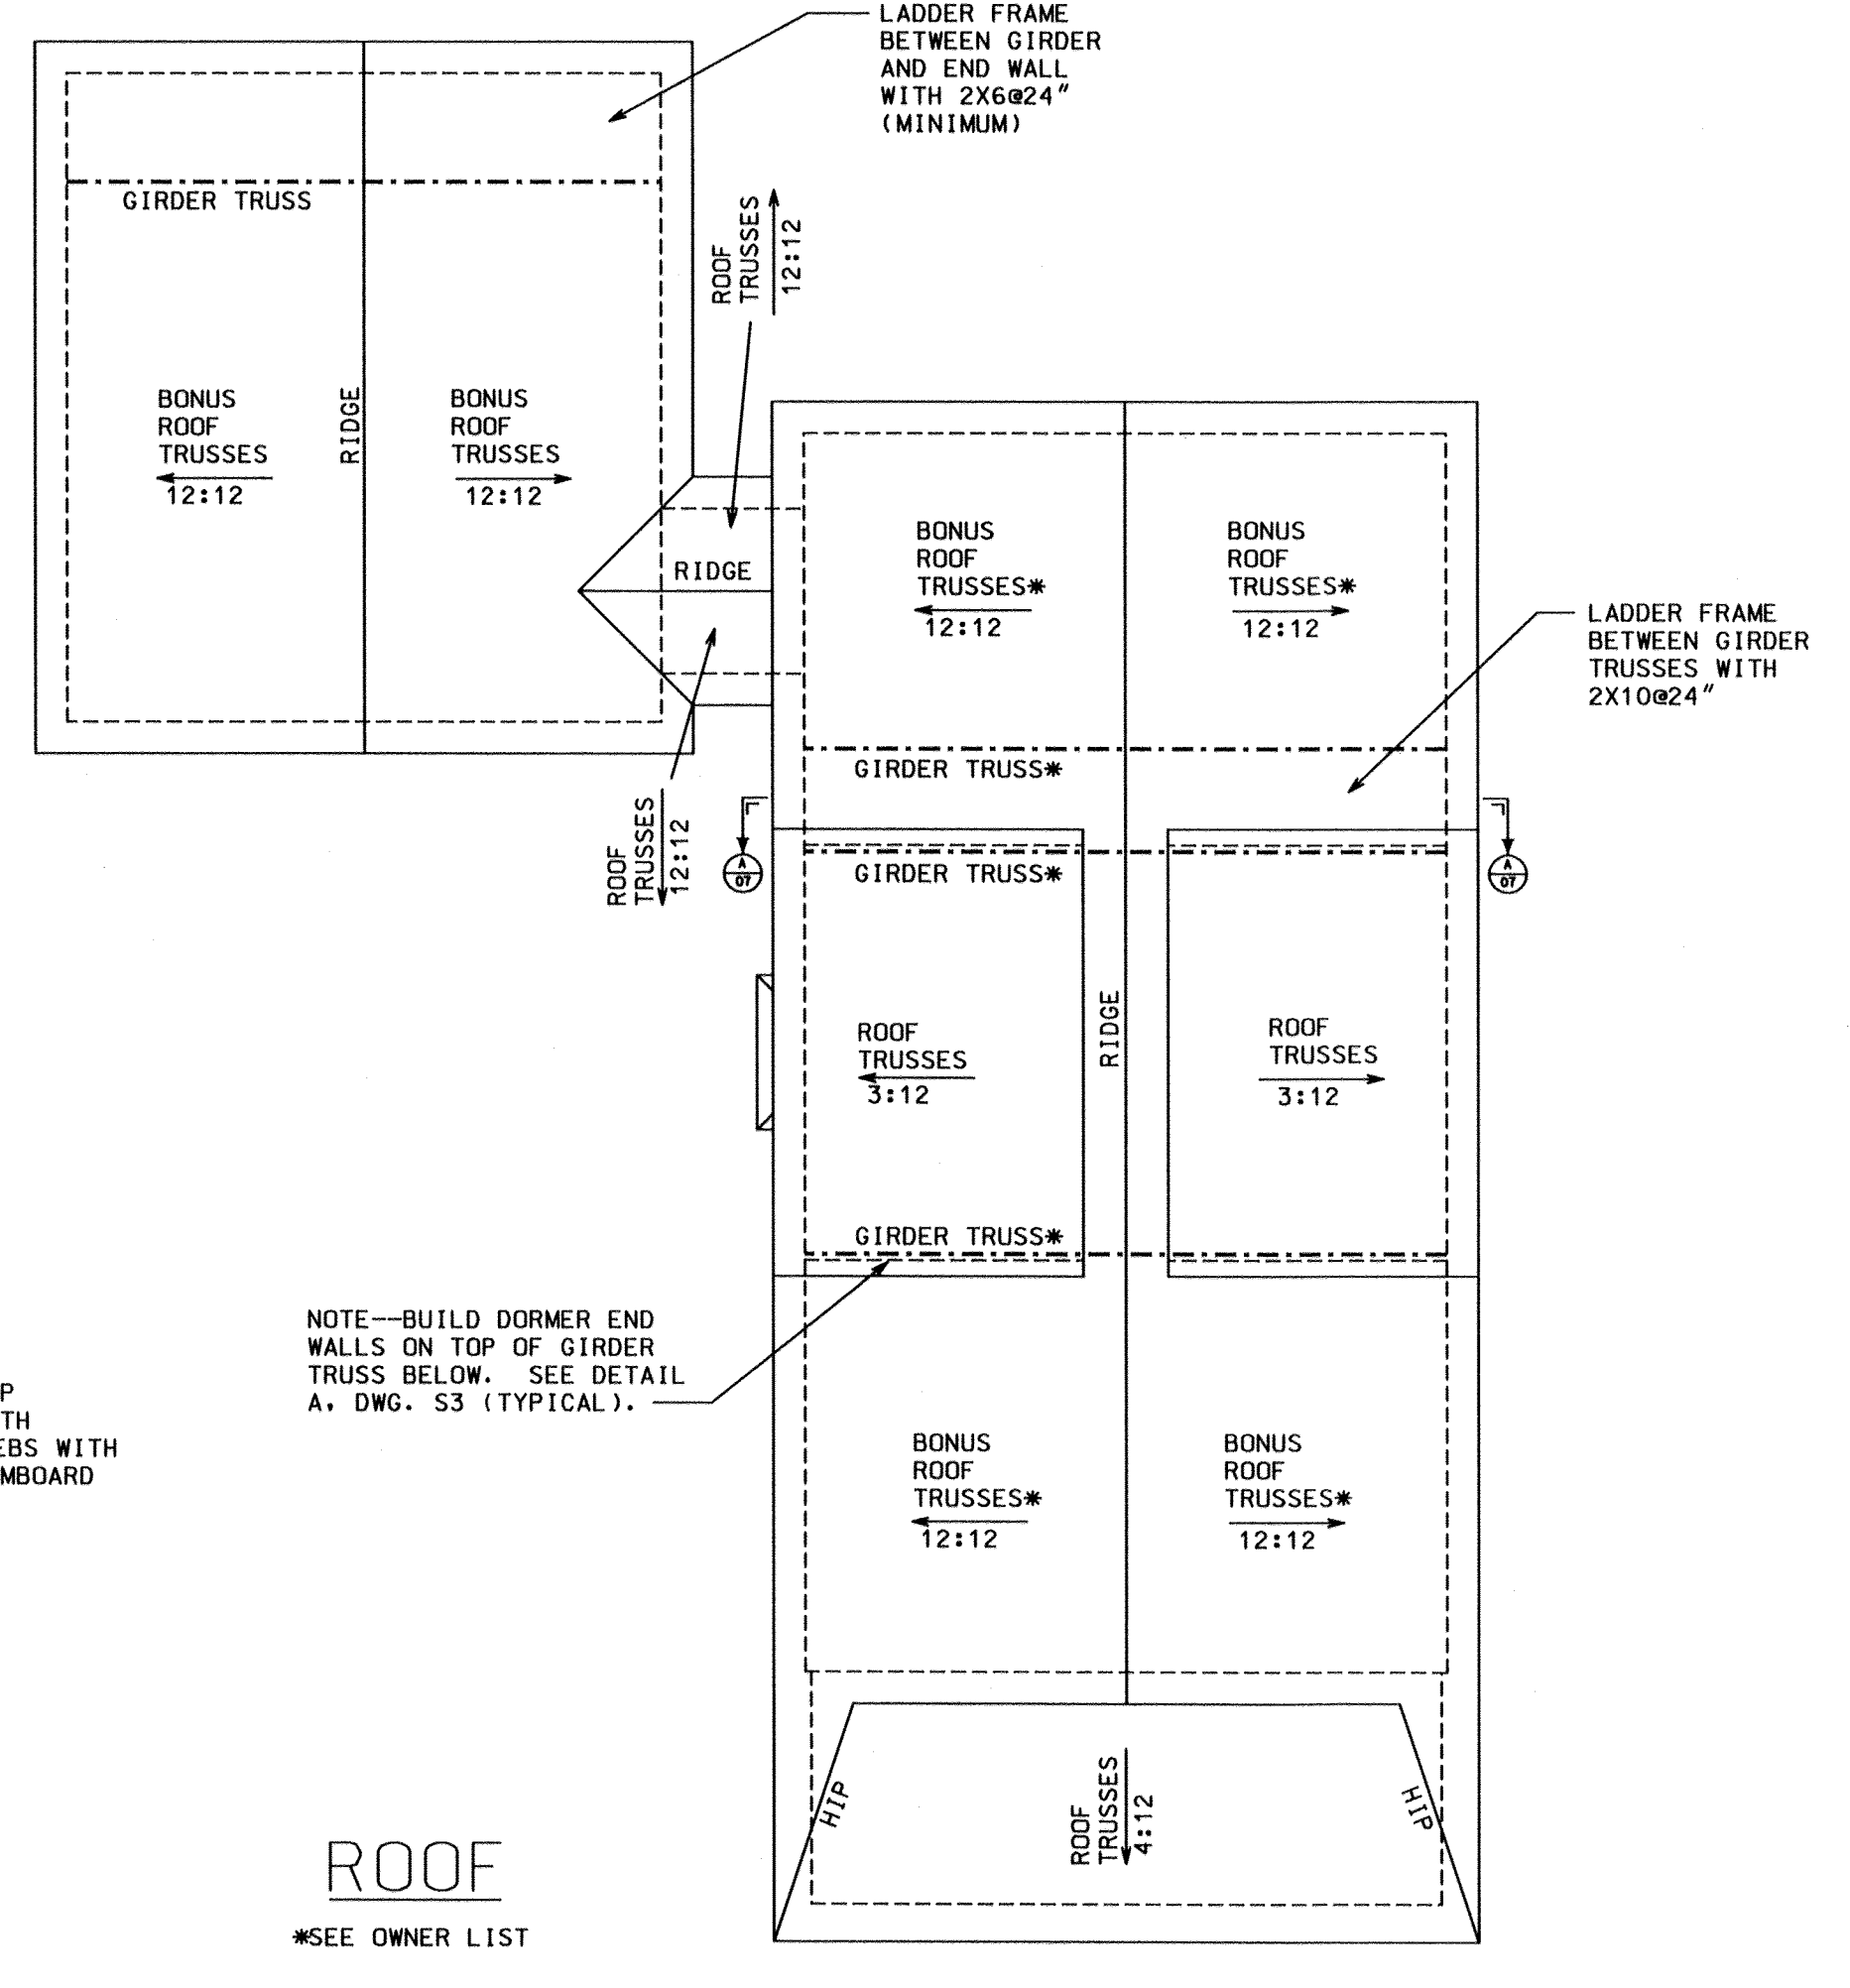 LADDER FRAME
BETWEEN GIRDER
AND END WALL
WITH 2X6@24"
(MINIMUM)
GIRDER TRUSS
ROOF
TRUSSES
12:12
BONUS
ROOF
TRUSSES
12:12
RIDGE
BONUS
ROOF
TRUSSES
12:12
RIDGE
BONUS
ROOF
TRUSSES*
12:12
BONUS
ROOF
TRUSSES*
12:12
LADDER FRAME
BETWEEN GIRDER
TRUSSES WITH
2X10@24"
GIRDER TRUSS*
ROOF
TRUSSES
12:12
A
07
GIRDER TRUSS*
A
07
ROOF
TRUSSES
3:12
RIDGE
ROOF
TRUSSES
3:12
GIRDER TRUSS*
NOTE--BUILD DORMER END
WALLS ON TOP OF GIRDER
TRUSS BELOW. SEE DETAIL
A, DWG. S3 (TYPICAL).
P
TH
EBS WITH
MBOARD
BONUS
ROOF
TRUSSES*
12:12
BONUS
ROOF
TRUSSES*
12:12
HIP
ROOF
TRUSSES
4:12
HIP
ROOF
*SEE OWNER LIST